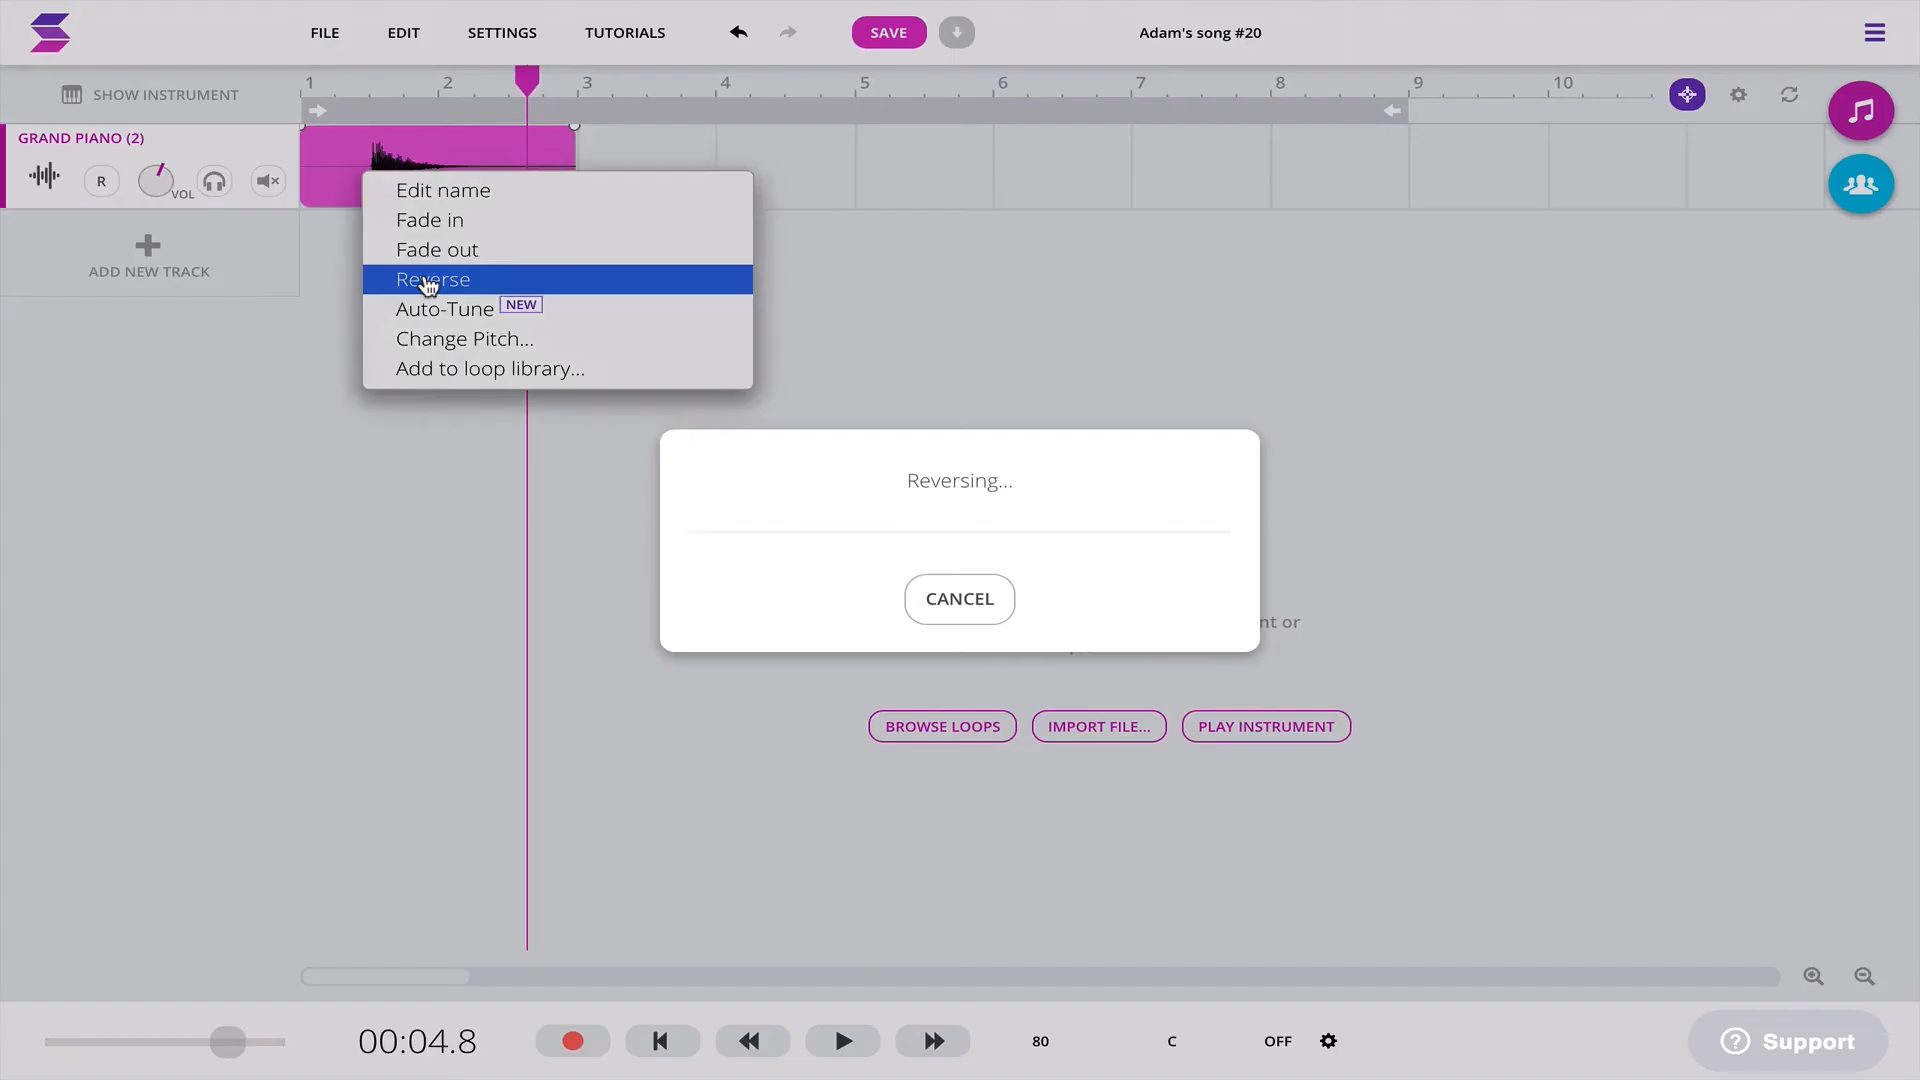 FILE EDIT SETTINGS TUTORIALS SAVE Adam's song #20
SHOW INSTRUMENT 1 2 3 4 5 6 7 8 9 10
GRAND PIANO (2)
R VOL
ADD NEW TRACK
Edit name
Fade in
Fade out
Reverse
Auto-Tune NEW
Change Pitch...
Add to loop library...
Reversing...
CANCEL
nt or
BROWSE LOOPS IMPORT FILE... PLAY INSTRUMENT
00:04.8 80 C OFF Support